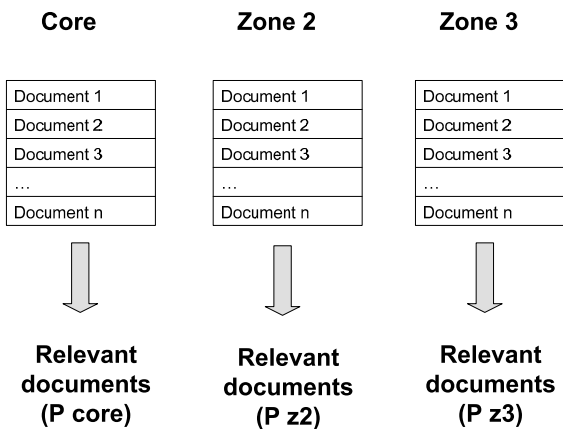 Core
Zone 2
Zone 3
Document 1
Document 2
Document 3
...
Document n
Document 1
Document 2
Document 3
...
Document n
Document 1
Document 2
Document 3
...
Document n
Relevant
documents
(P core)
Relevant
documents
(P z2)
Relevant
documents
(P z3)